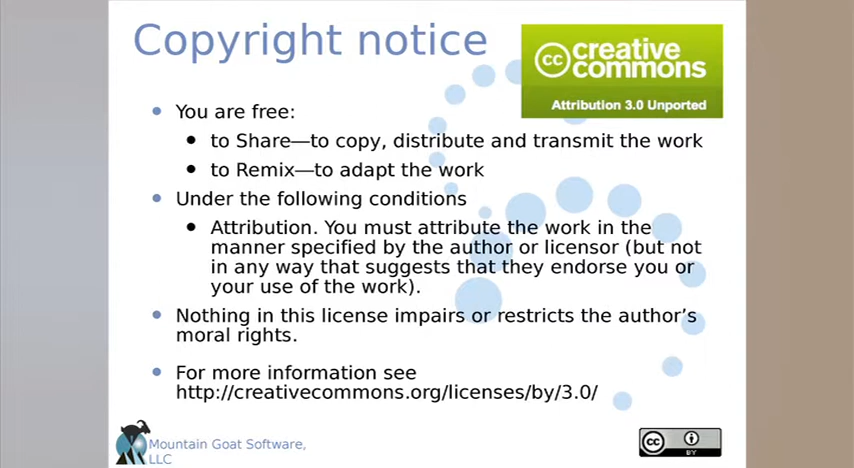 Copyright notice
cc creative commons
Attribution 3.0 Unported
You are free:
to Share—to copy, distribute and transmit the work
to Remix—to adapt the work
Under the following conditions
Attribution. You must attribute the work in the
manner specified by the author or licensor (but not
in any way that suggests that they endorse you or
your use of the work).
Nothing in this license impairs or restricts the author’s
moral rights.
For more information see
http://creativecommons.org/licenses/by/3.0/
Mountain Goat Software,
LLC
cc
BY